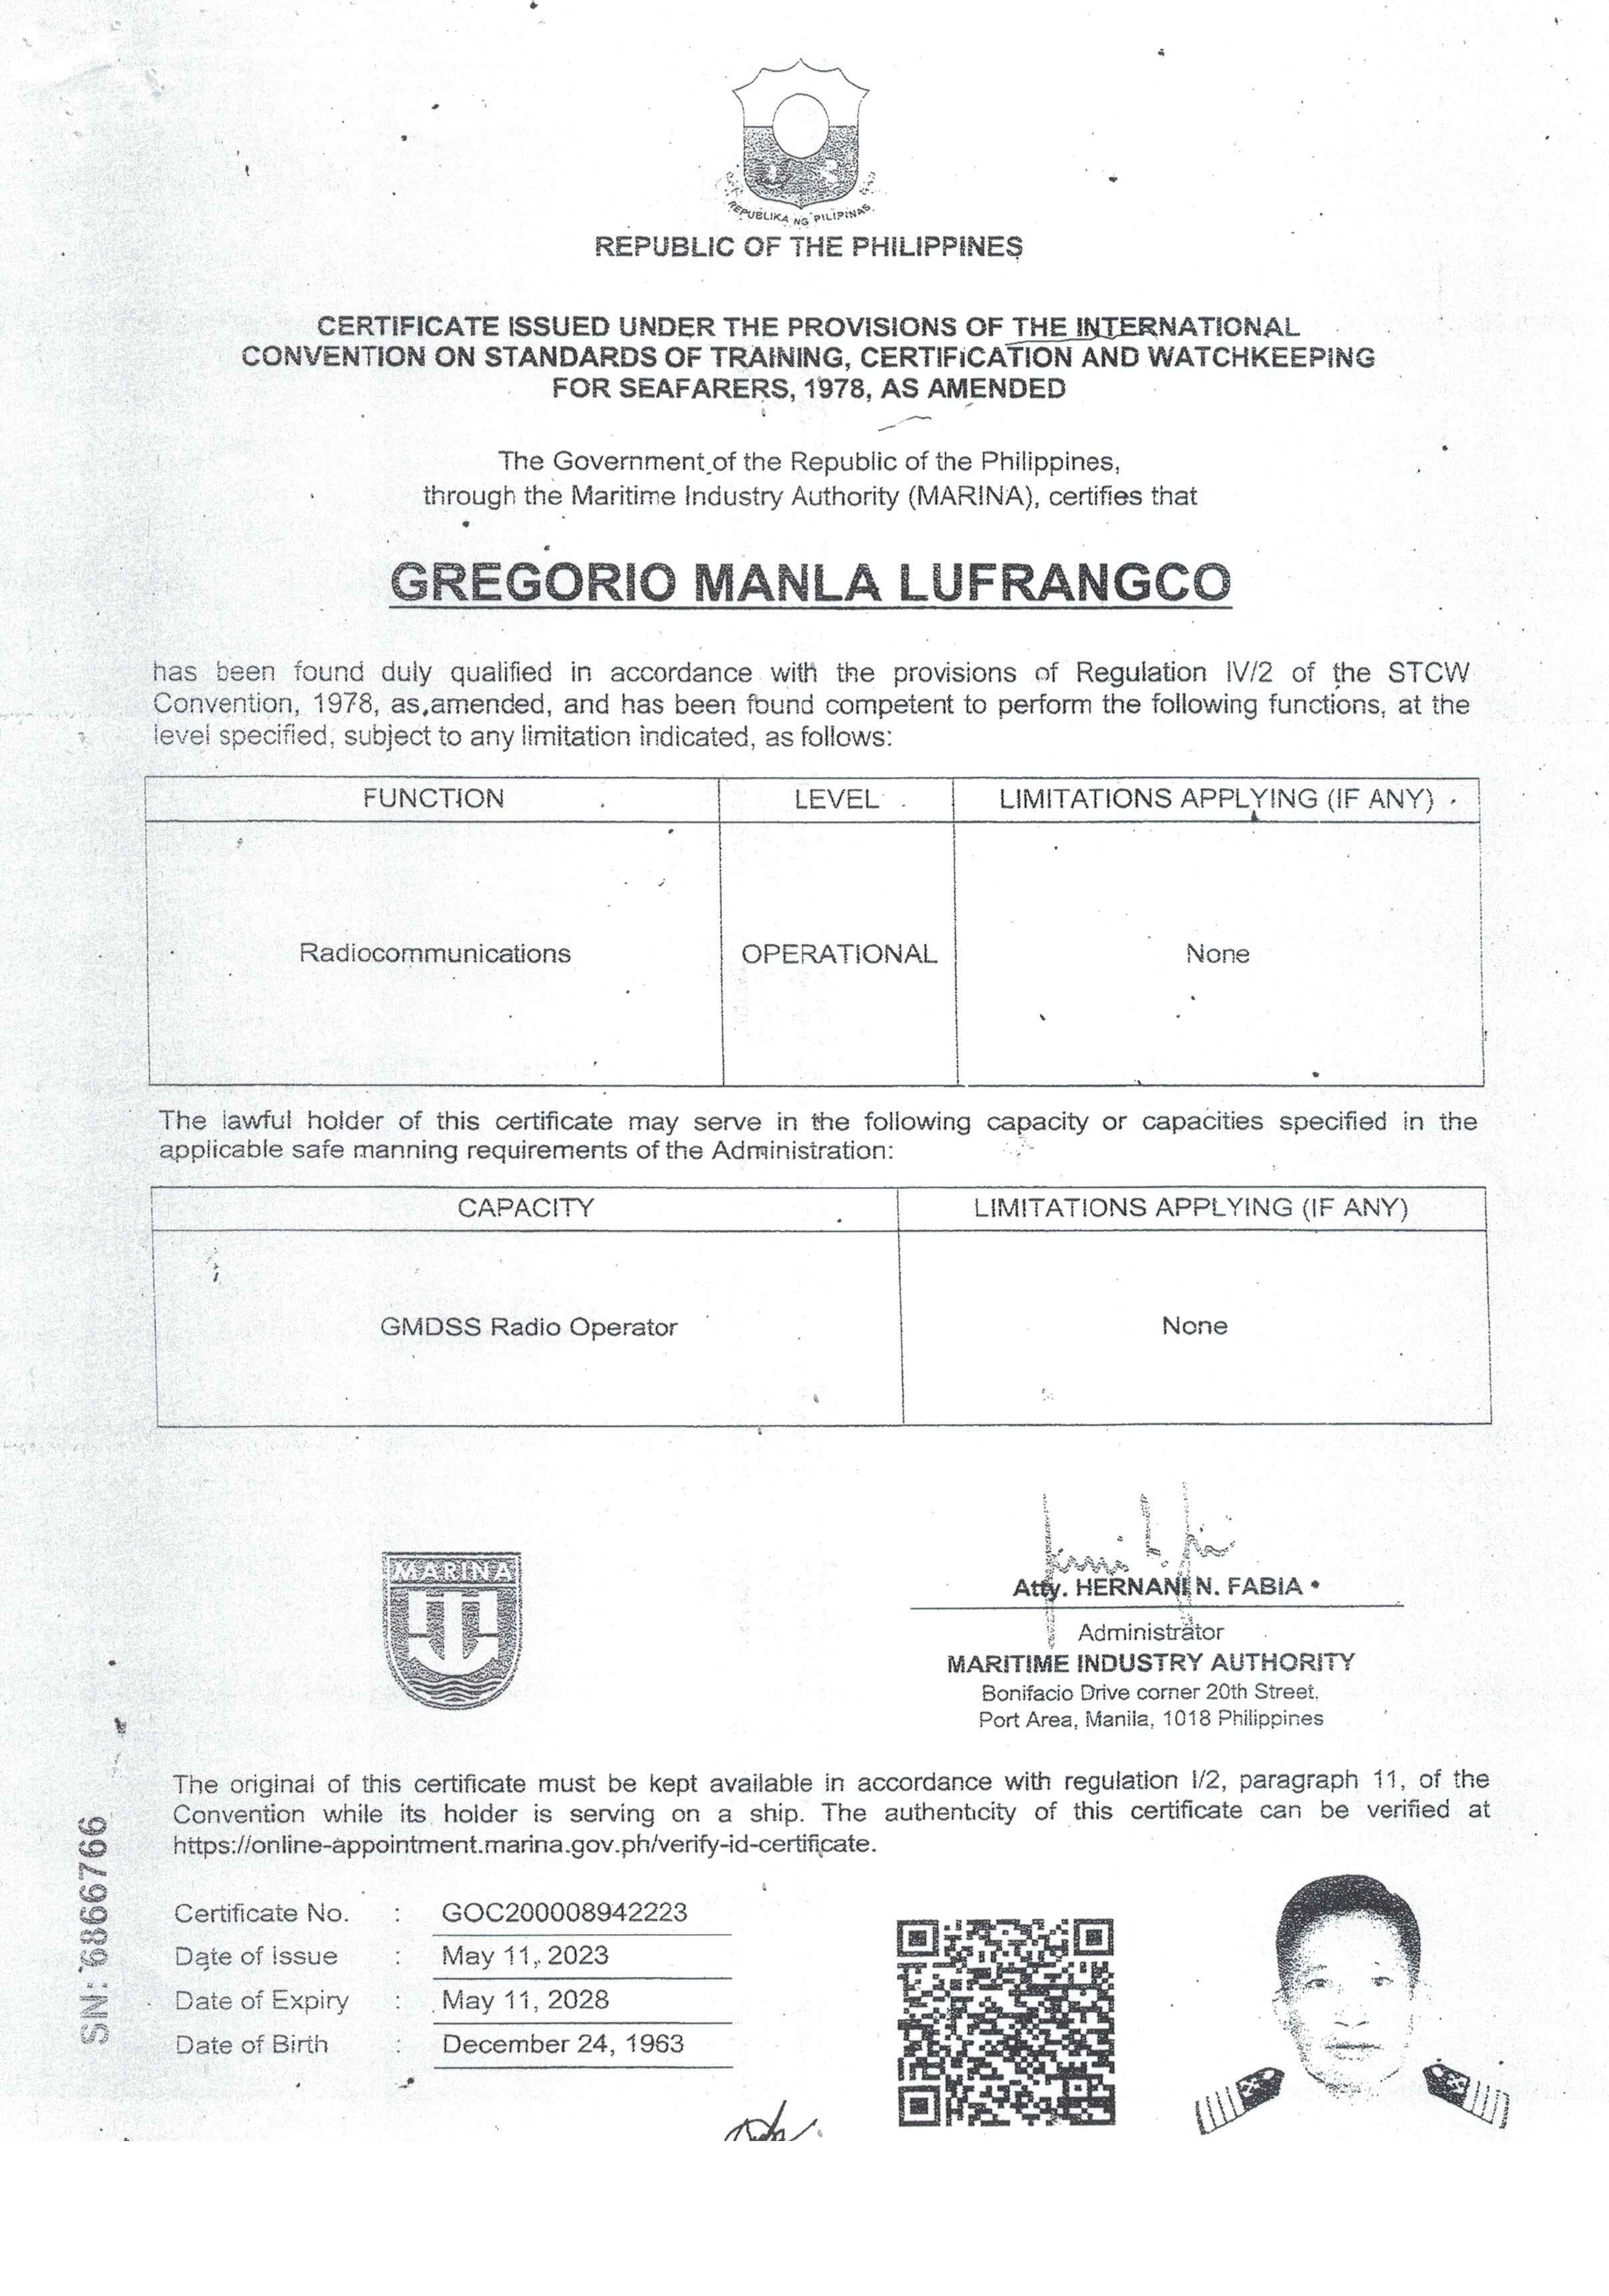 REPUBLIKA NG PILIPINAS
REPUBLIC OF THE PHILIPPINES
CERTIFICATE ISSUED UNDER THE PROVISIONS OF THE INTERNATIONAL
CONVENTION ON STANDARDS OF TRAINING, CERTIFICATION AND WATCHKEEPING
FOR SEAFARERS, 1978, AS AMENDED
The Government of the Republic of the Philippines,
through the Maritime Industry Authority (MARINA), certifies that
GREGORIO MANLA LUFRANGCO
has been found duly qualified in accordance with the provisions of Regulation IV/2 of the STCW
Convention, 1978, as amended, and has been found competent to perform the following functions, at the
level specified, subject to any limitation indicated, as follows:
FUNCTION LEVEL LIMITATIONS APPLYING (IF ANY)
Radiocommunications OPERATIONAL None
The lawful holder of this certificate may serve in the following capacity or capacities specified in the
applicable safe manning requirements of the Administration:
CAPACITY LIMITATIONS APPLYING (IF ANY)
GMDSS Radio Operator None
MARINA
Atty. HERNANI N. FABIA
Administrator
MARITIME INDUSTRY AUTHORITY
Bonifacio Drive corner 20th Street,
Port Area, Manila, 1018 Philippines
The original of this certificate must be kept available in accordance with regulation I/2, paragraph 11, of the
Convention while its holder is serving on a ship. The authenticity of this certificate can be verified at
https://online-appointment.marina.gov.ph/verify-id-certificate.
SN: 6866766
Certificate No. : GOC200008942223
Date of Issue : May 11, 2023
Date of Expiry : May 11, 2028
Date of Birth : December 24, 1963